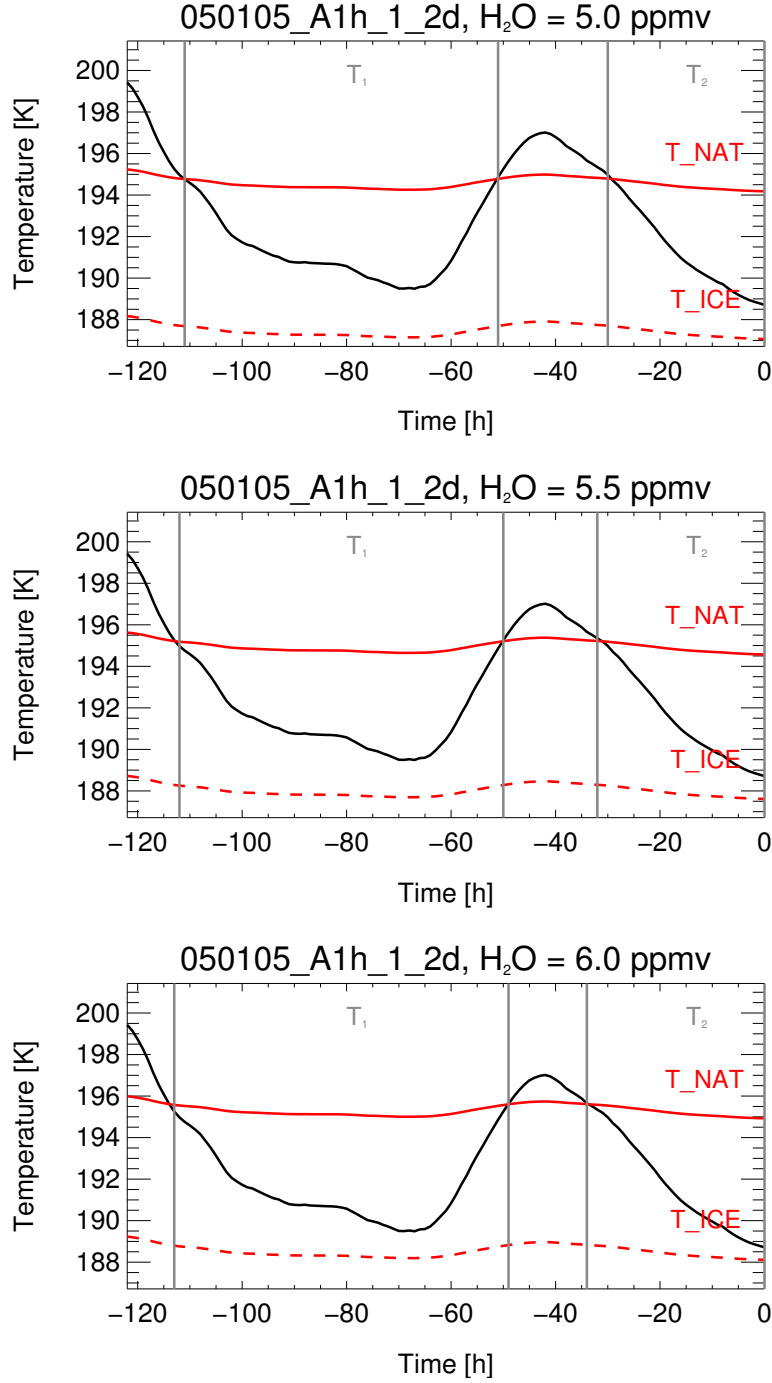 050105_A1h_1_2d, H₂O = 5.0 ppmv
Temperature [K]
200
198
196
194
192
190
188
T₁
T₂
T_NAT
T_ICE
−120 −100 −80 −60 −40 −20 0
Time [h]
050105_A1h_1_2d, H₂O = 5.5 ppmv
Temperature [K]
200
198
196
194
192
190
188
T₁
T₂
T_NAT
T_ICE
−120 −100 −80 −60 −40 −20 0
Time [h]
050105_A1h_1_2d, H₂O = 6.0 ppmv
Temperature [K]
200
198
196
194
192
190
188
T₁
T₂
T_NAT
T_ICE
−120 −100 −80 −60 −40 −20 0
Time [h]